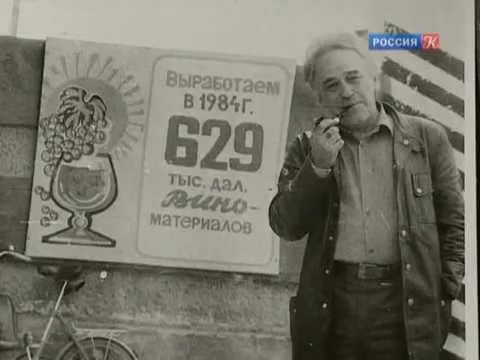 РОССИЯ К
Выработаем
в 1984г.
629
тыс. дал.
вино-
материалов